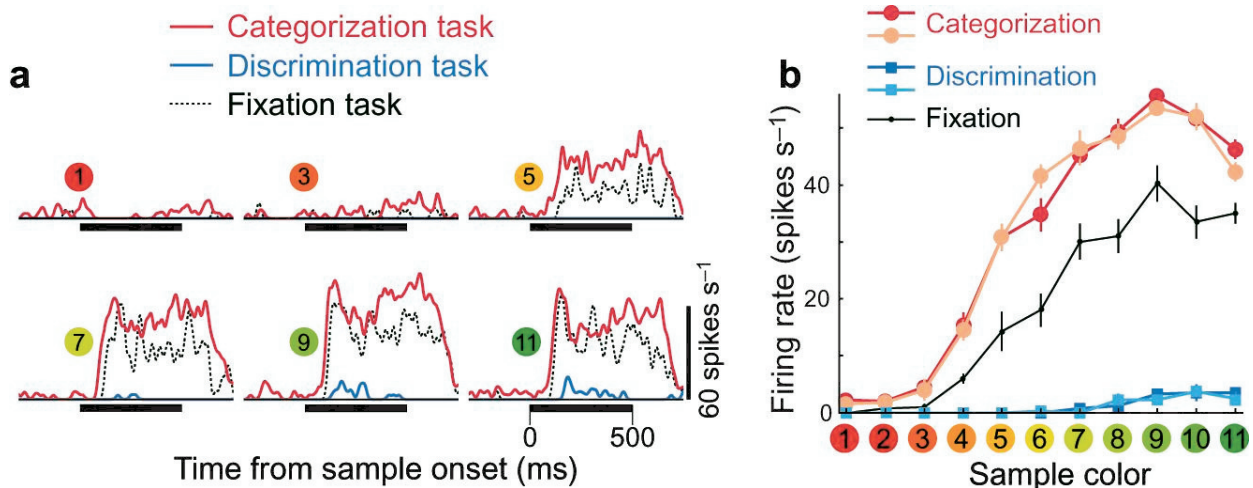 a
Categorization task
Discrimination task
Fixation task
1
3
5
7
9
11
60 spikes s⁻¹
0
500
Time from sample onset (ms)
b
Categorization
Discrimination
Fixation
Firing rate (spikes s⁻¹)
40
20
0
1 2 3 4 5 6 7 8 9 10 11
Sample color